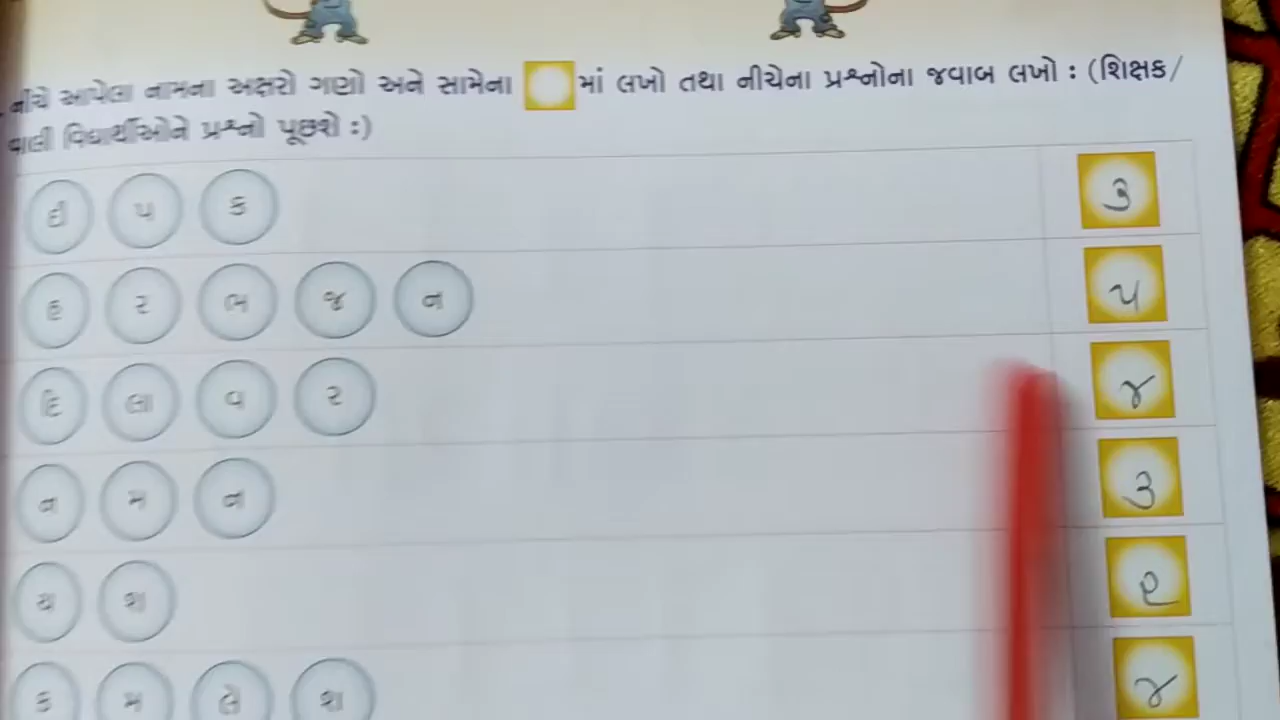 નીચે આપેલા નામના અક્ષરો ગણો અને સામેના માં લખો તથા નીચેના પ્રશ્નોના જવાબ લખો : (શિક્ષક/
વાલી વિદ્યાર્થીઓને પ્રશ્નો પૂછશે :)
દી પ ક ૩
હ ર ભ જ ન ૫
દિ લા વ ર ૪
ન મ ન ૩
ય શ ૨
ક મ લે શ ૪